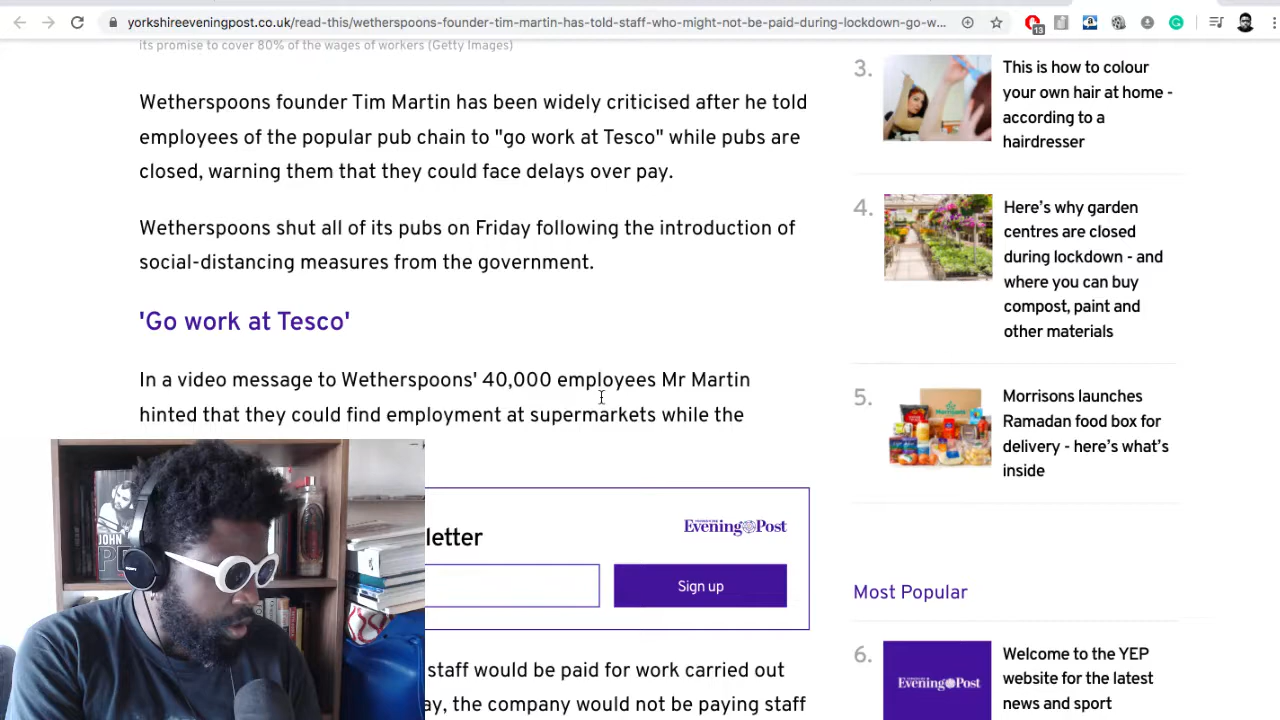 yorkshireeveningpost.co.uk/read-this/wetherspoons-founder-tim-martin-has-told-staff-who-might-not-be-paid-during-lockdown-go-w...
13
its promise to cover 80% of the wages of workers (Getty Images)
Wetherspoons founder Tim Martin has been widely criticised after he told
employees of the popular pub chain to "go work at Tesco" while pubs are
closed, warning them that they could face delays over pay.
Wetherspoons shut all of its pubs on Friday following the introduction of
social-distancing measures from the government.
'Go work at Tesco'
In a video message to Wetherspoons' 40,000 employees Mr Martin
hinted that they could find employment at supermarkets while the
letter
Evening Post
Sign up
staff would be paid for work carried out
ay, the company would not be paying staff
3.
This is how to colour
your own hair at home -
according to a
hairdresser
4.
Here's why garden
centres are closed
during lockdown - and
where you can buy
compost, paint and
other materials
5.
Morrisons launches
Ramadan food box for
delivery - here's what's
inside
Most Popular
6.
Evening Post
Welcome to the YEP
website for the latest
news and sport
JOHN
SONY